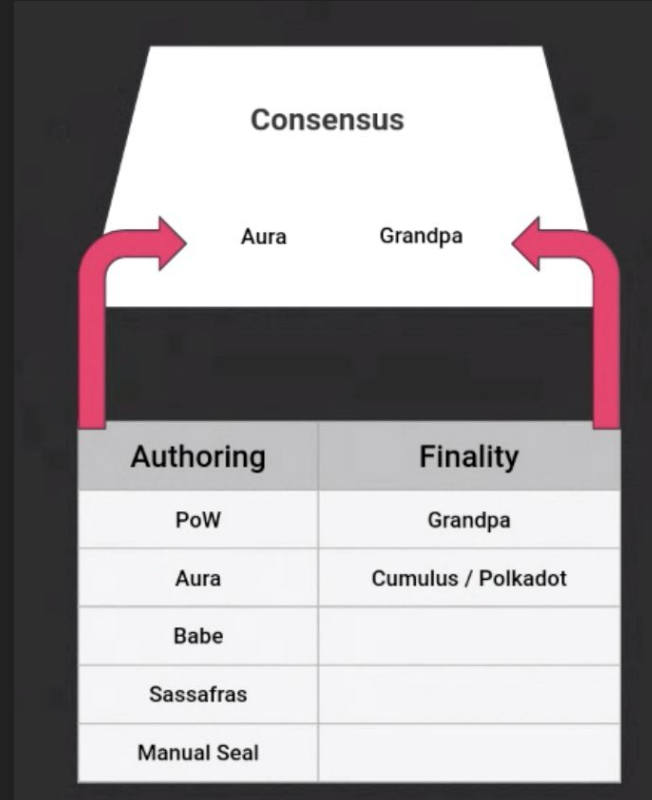 Consensus
Aura Grandpa
Authoring Finality
PoW Grandpa
Aura Cumulus / Polkadot
Babe
Sassafras
Manual Seal